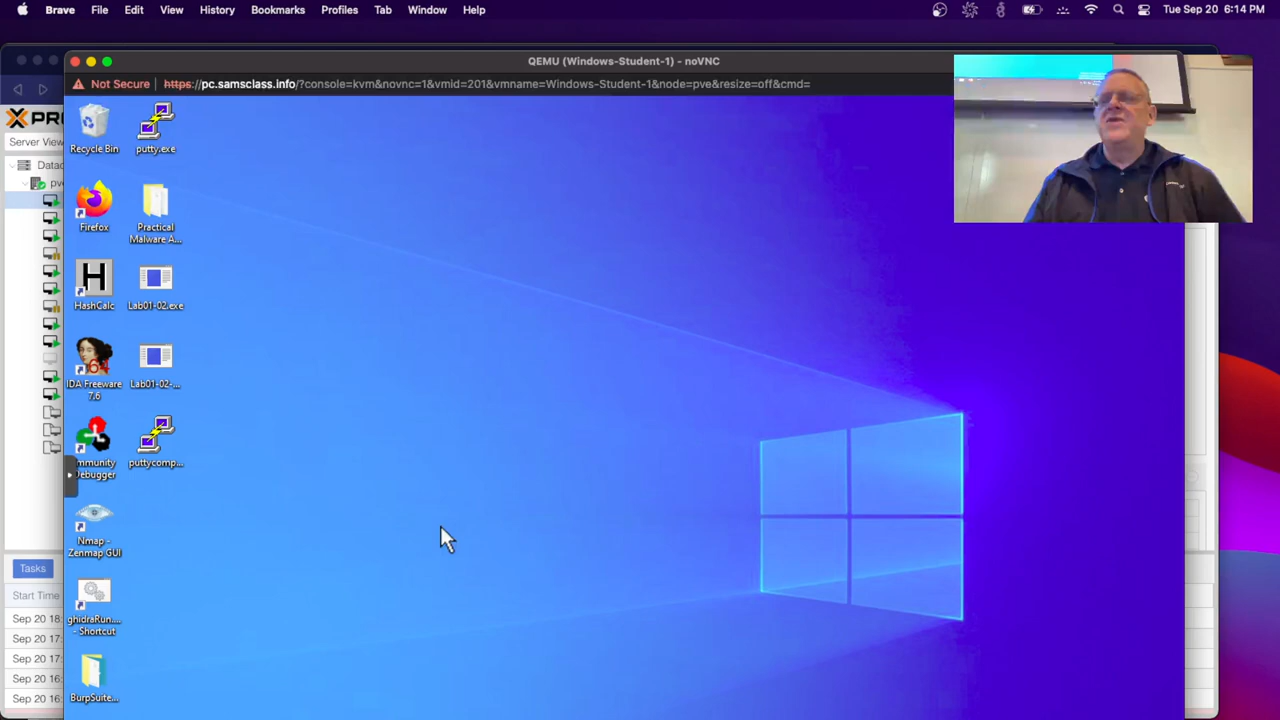 Brave File Edit View History Bookmarks Profiles Tab Window Help Tue Sep 20 6:14 PM
QEMU (Windows-Student-1) - noVNC
Not Secure https://pc.samsclass.info/?console=kvm&novnc=1&vmid=201&vmname=Windows-Student-1&node=pve&resize=off&cmd=
Server View
Recycle Bin
putty.exe
Firefox
Practical
Malware A...
HashCalc
Lab01-02.exe
IDA Freeware
7.6
Lab01-02-...
mmunity
Debugger
puttycomp...
Nmap -
Zenmap GUI
ghidraRun....
- Shortcut
BurpSuite...
Tasks
Start Time
Sep 20 18
Sep 20 17
Sep 20 17
Sep 20 16
Sep 20 16